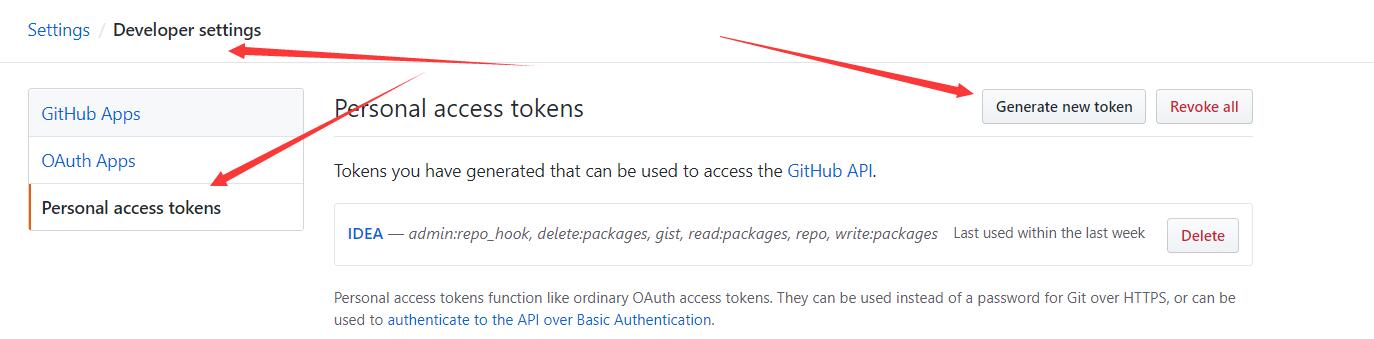 Settings / Developer settings
GitHub Apps
OAuth Apps
Personal access tokens
Personal access tokens
Generate new token
Revoke all
Tokens you have generated that can be used to access the GitHub API.
IDEA — admin:repo_hook, delete:packages, gist, read:packages, repo, write:packages
Last used within the last week
Delete
Personal access tokens function like ordinary OAuth access tokens. They can be used instead of a password for Git over HTTPS, or can be
used to authenticate to the API over Basic Authentication.